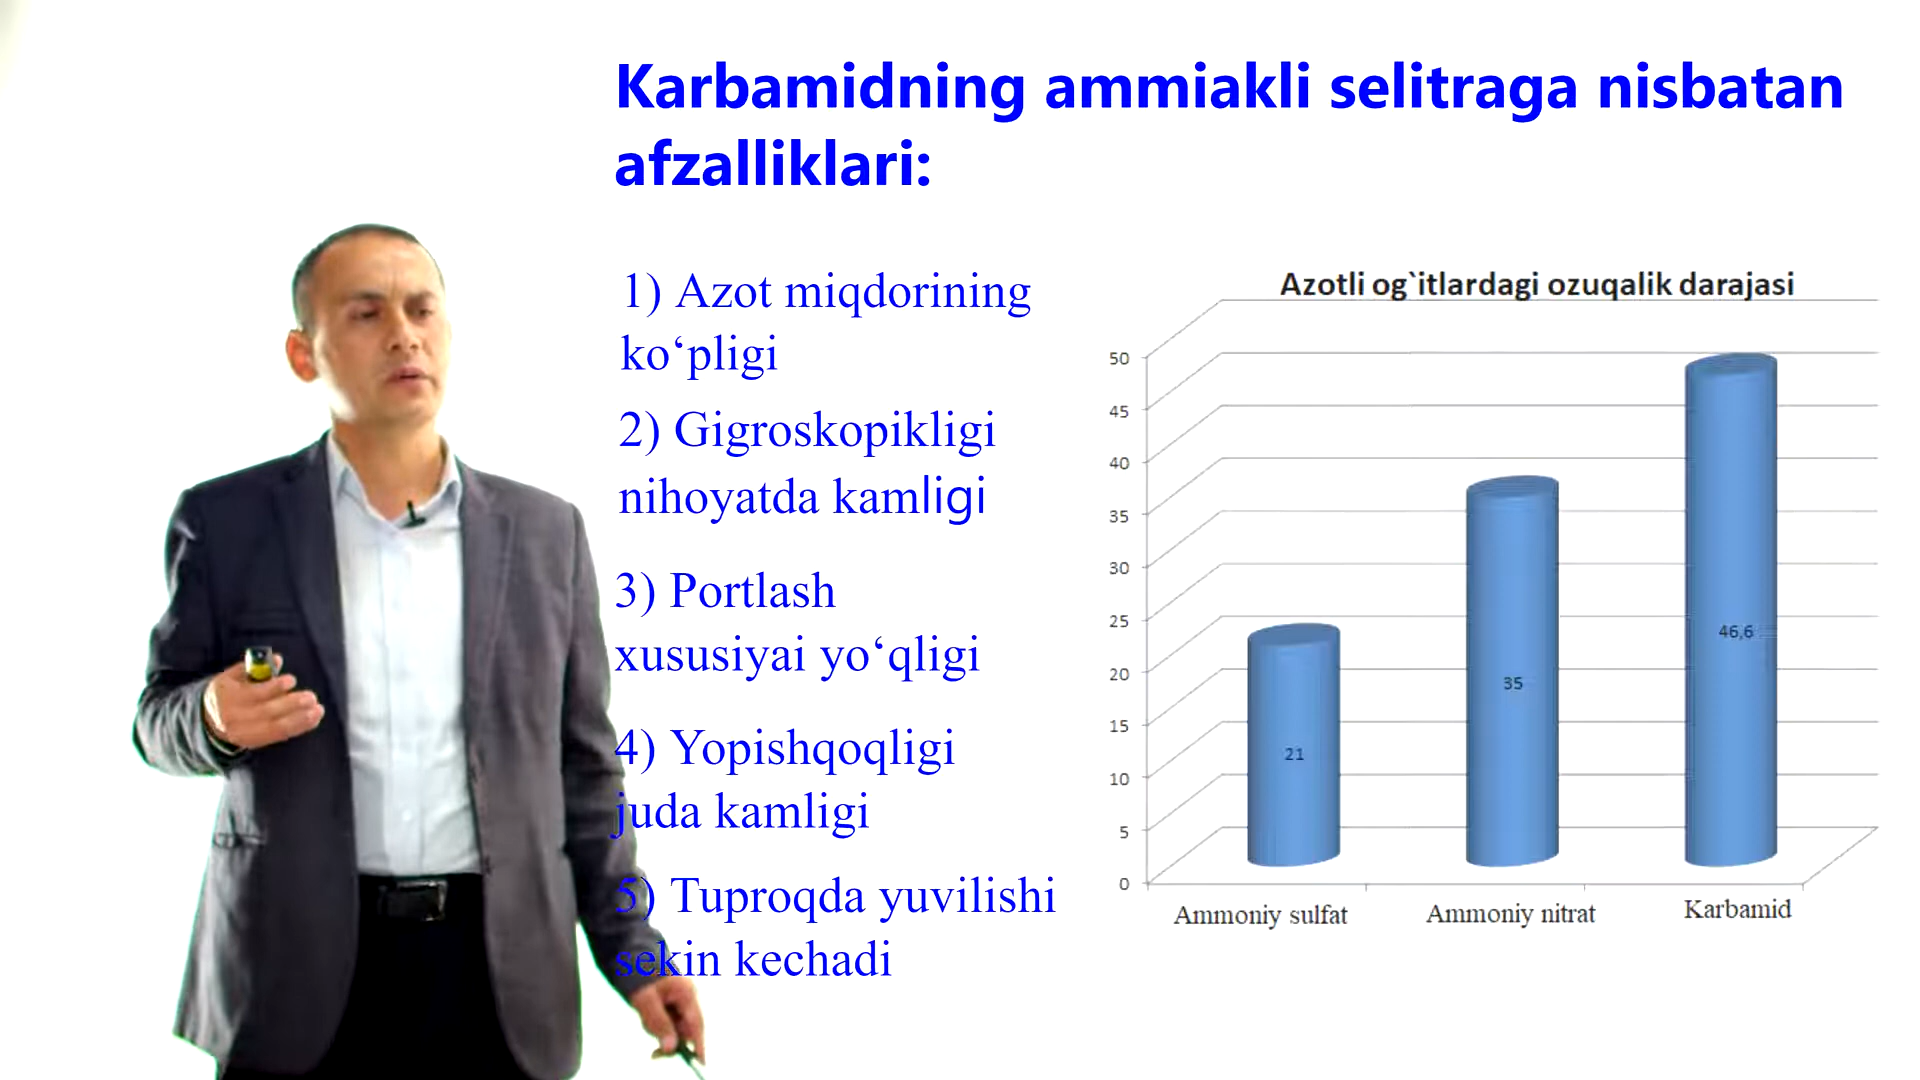 Karbamidning ammiakli selitraga nisbatan
afzalliklari:
1) Azot miqdorining
ko‘pligi
2) Gigroskopikligi
nihoyatda kamligi
3) Portlash
xususiyai yo‘qligi
4) Yopishqoqligi
juda kamligi
5) Tuproqda yuvilishi
sekin kechadi
Azotli og`itlardagi ozuqalik darajasi
50
45
40
35
30
25
20
15
10
5
0
21
35
46,6
Ammoniy sulfat
Ammoniy nitrat
Karbamid